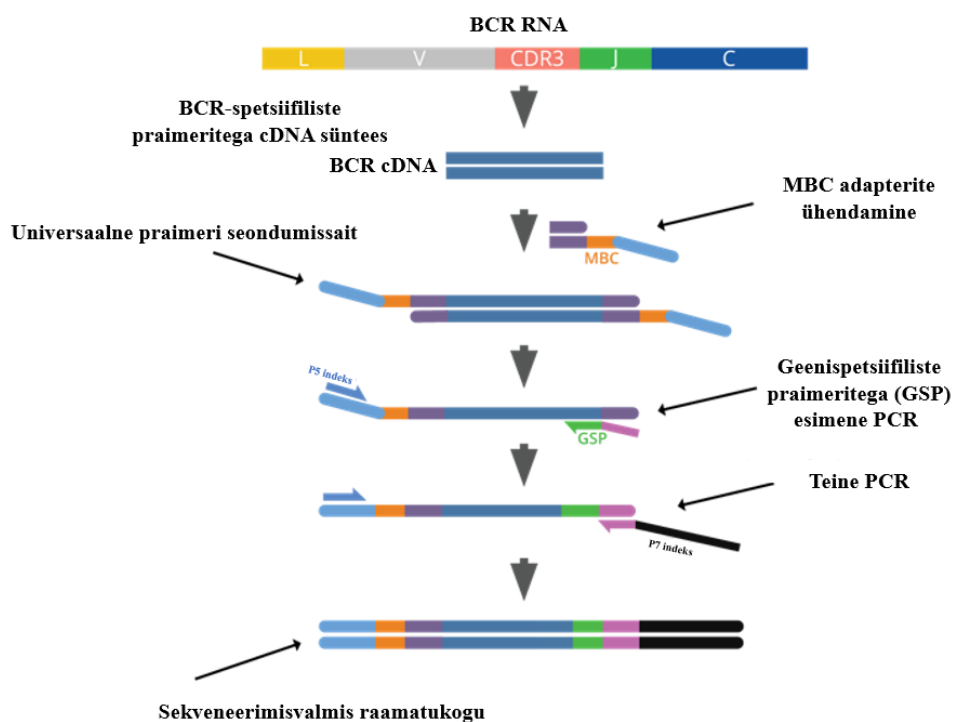 BCR RNA
L V CDR3 J C
BCR-spetsiifiliste
praimeritega cDNA süntees
BCR cDNA
MBC adapterite
ühendamine
MBC
Universaalne praimeri seondumissait
P5 indeks
Geenispetsiifiliste
praimeritega (GSP)
esimene PCR
GSP
Teine PCR
P7 indeks
Sekveneerimisvalmis raamatukogu